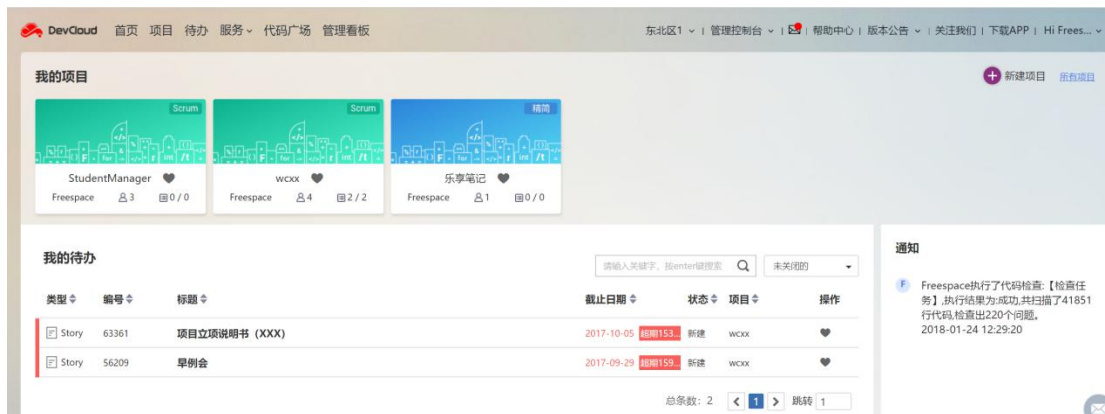 DevCloud 首页 项目 待办 服务 代码广场 管理看板 东北区1 | 管理控制台 | | 帮助中心 | 版本公告 | 关注我们 | 下载APP | Hi Frees...
我的项目 新建项目 所有项目
Scrum Scrum 精简
StudentManager wcxx 乐享笔记
Freespace 3 0 / 0 Freespace 4 2 / 2 Freespace 1 0 / 0
我的待办 请输入关键字，按enter键搜索 未关闭的
类型 编号 标题 截止日期 状态 项目 操作
Story 63361 项目立项说明书（XXX） 2017-10-05 超期153... 新建 wcxx
Story 56209 早例会 2017-09-29 超期159... 新建 wcxx
总条数: 2 1 跳转 1
通知
F Freespace执行了代码检查:【检查任
务】,执行结果为:成功,共扫描了41851
行代码,检查出220个问题。
2018-01-24 12:29:20